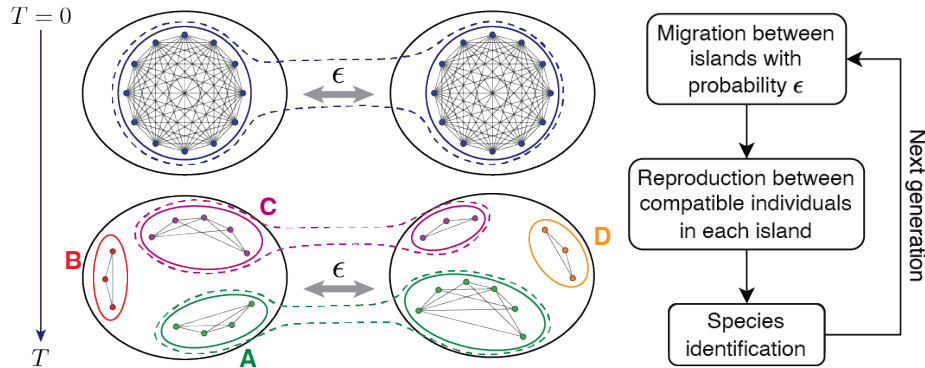 T = 0
ϵ
C
B
D
ϵ
A
T
Migration between
islands with
probability ϵ
Reproduction between
compatible individuals
in each island
Species
identification
Next generation